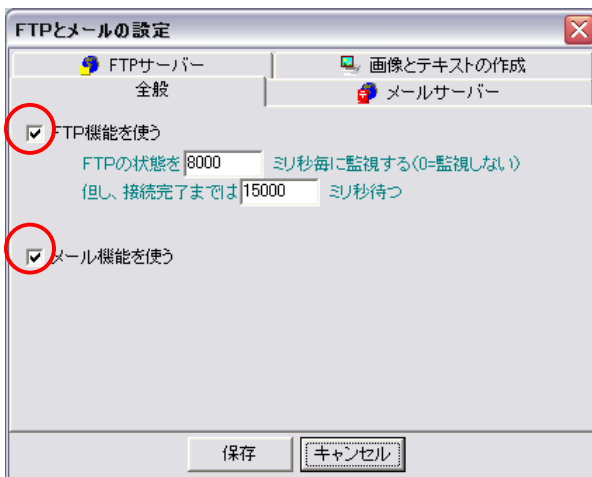 FTPとメールの設定
FTPサーバー
画像とテキストの作成
全般
メールサーバー
FTP機能を使う
FTPの状態を 8000 ミリ秒毎に監視する(0=監視しない)
但し、接続完了までは 15000 ミリ秒待つ
メール機能を使う
保存
キャンセル